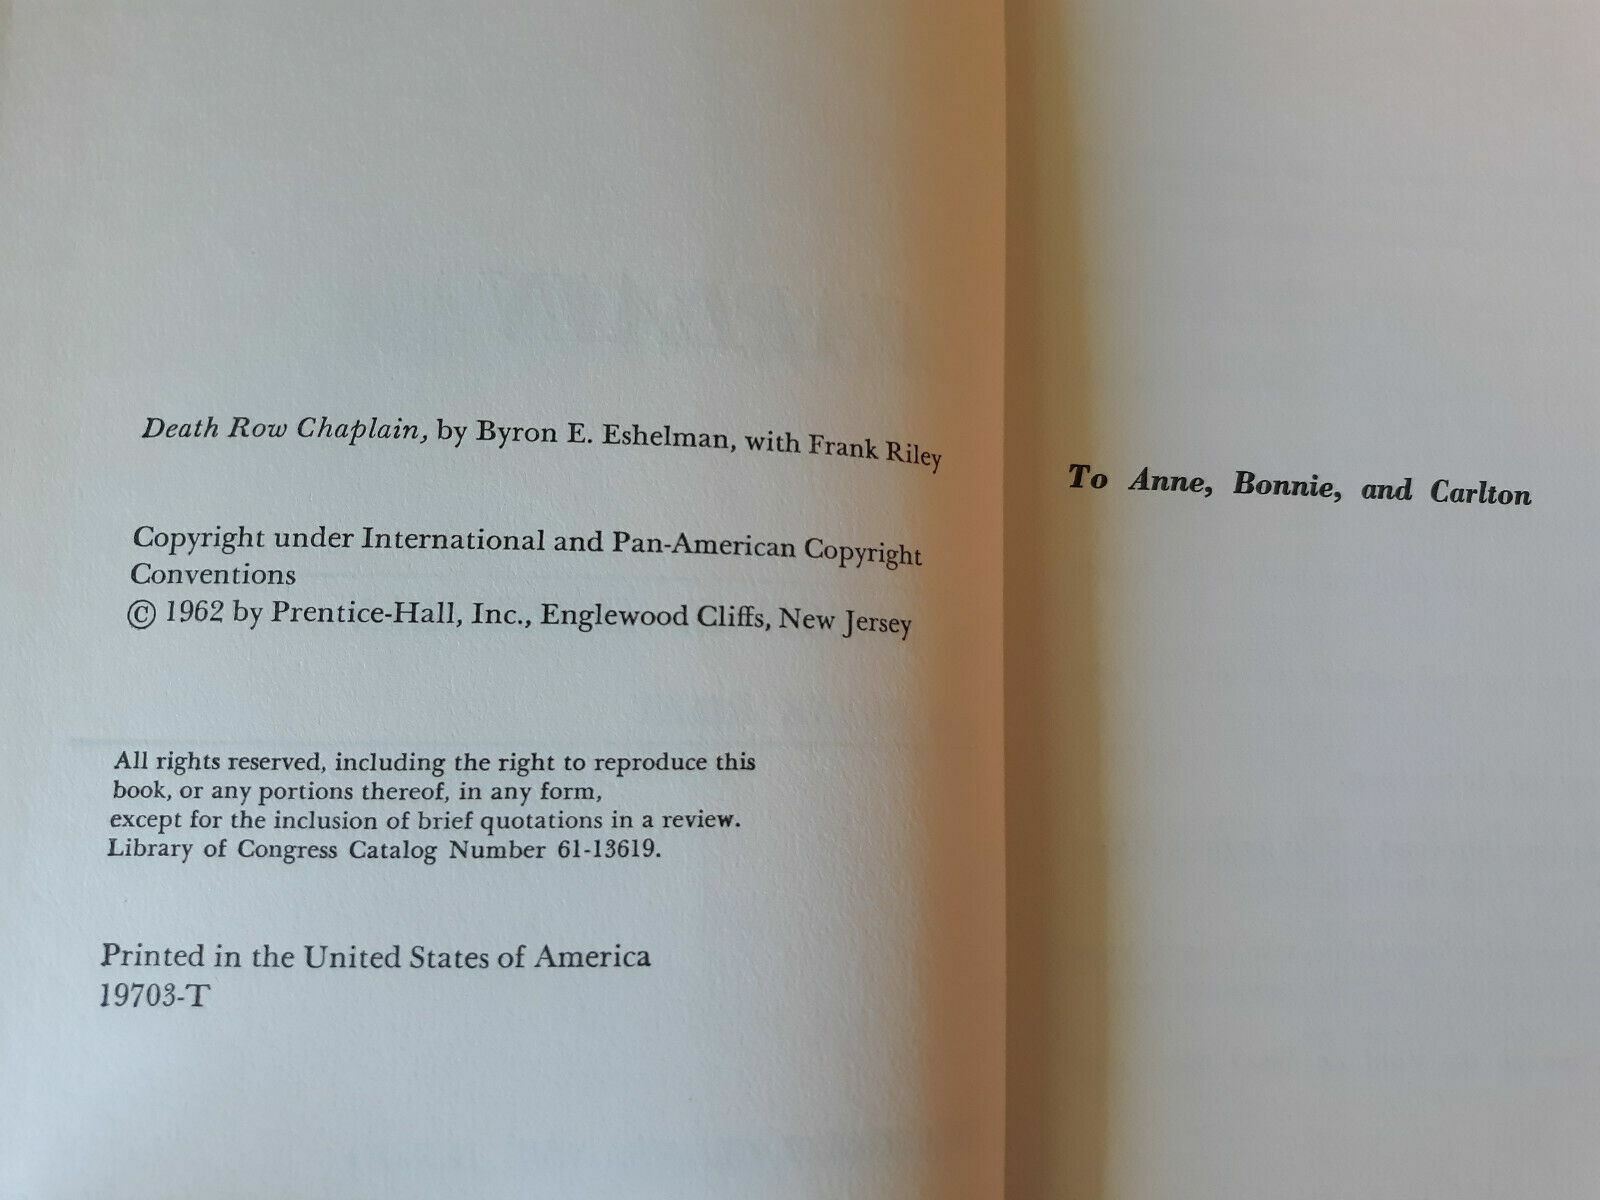 Death Row Chaplain, by Byron E. Eshelman, with Frank Riley
Copyright under International and Pan-American Copyright
Conventions
© 1962 by Prentice-Hall, Inc., Englewood Cliffs, New Jersey
All rights reserved, including the right to reproduce this
book, or any portions thereof, in any form,
except for the inclusion of brief quotations in a review.
Library of Congress Catalog Number 61-13619.
Printed in the United States of America
19703-T
To Anne, Bonnie, and Carlton